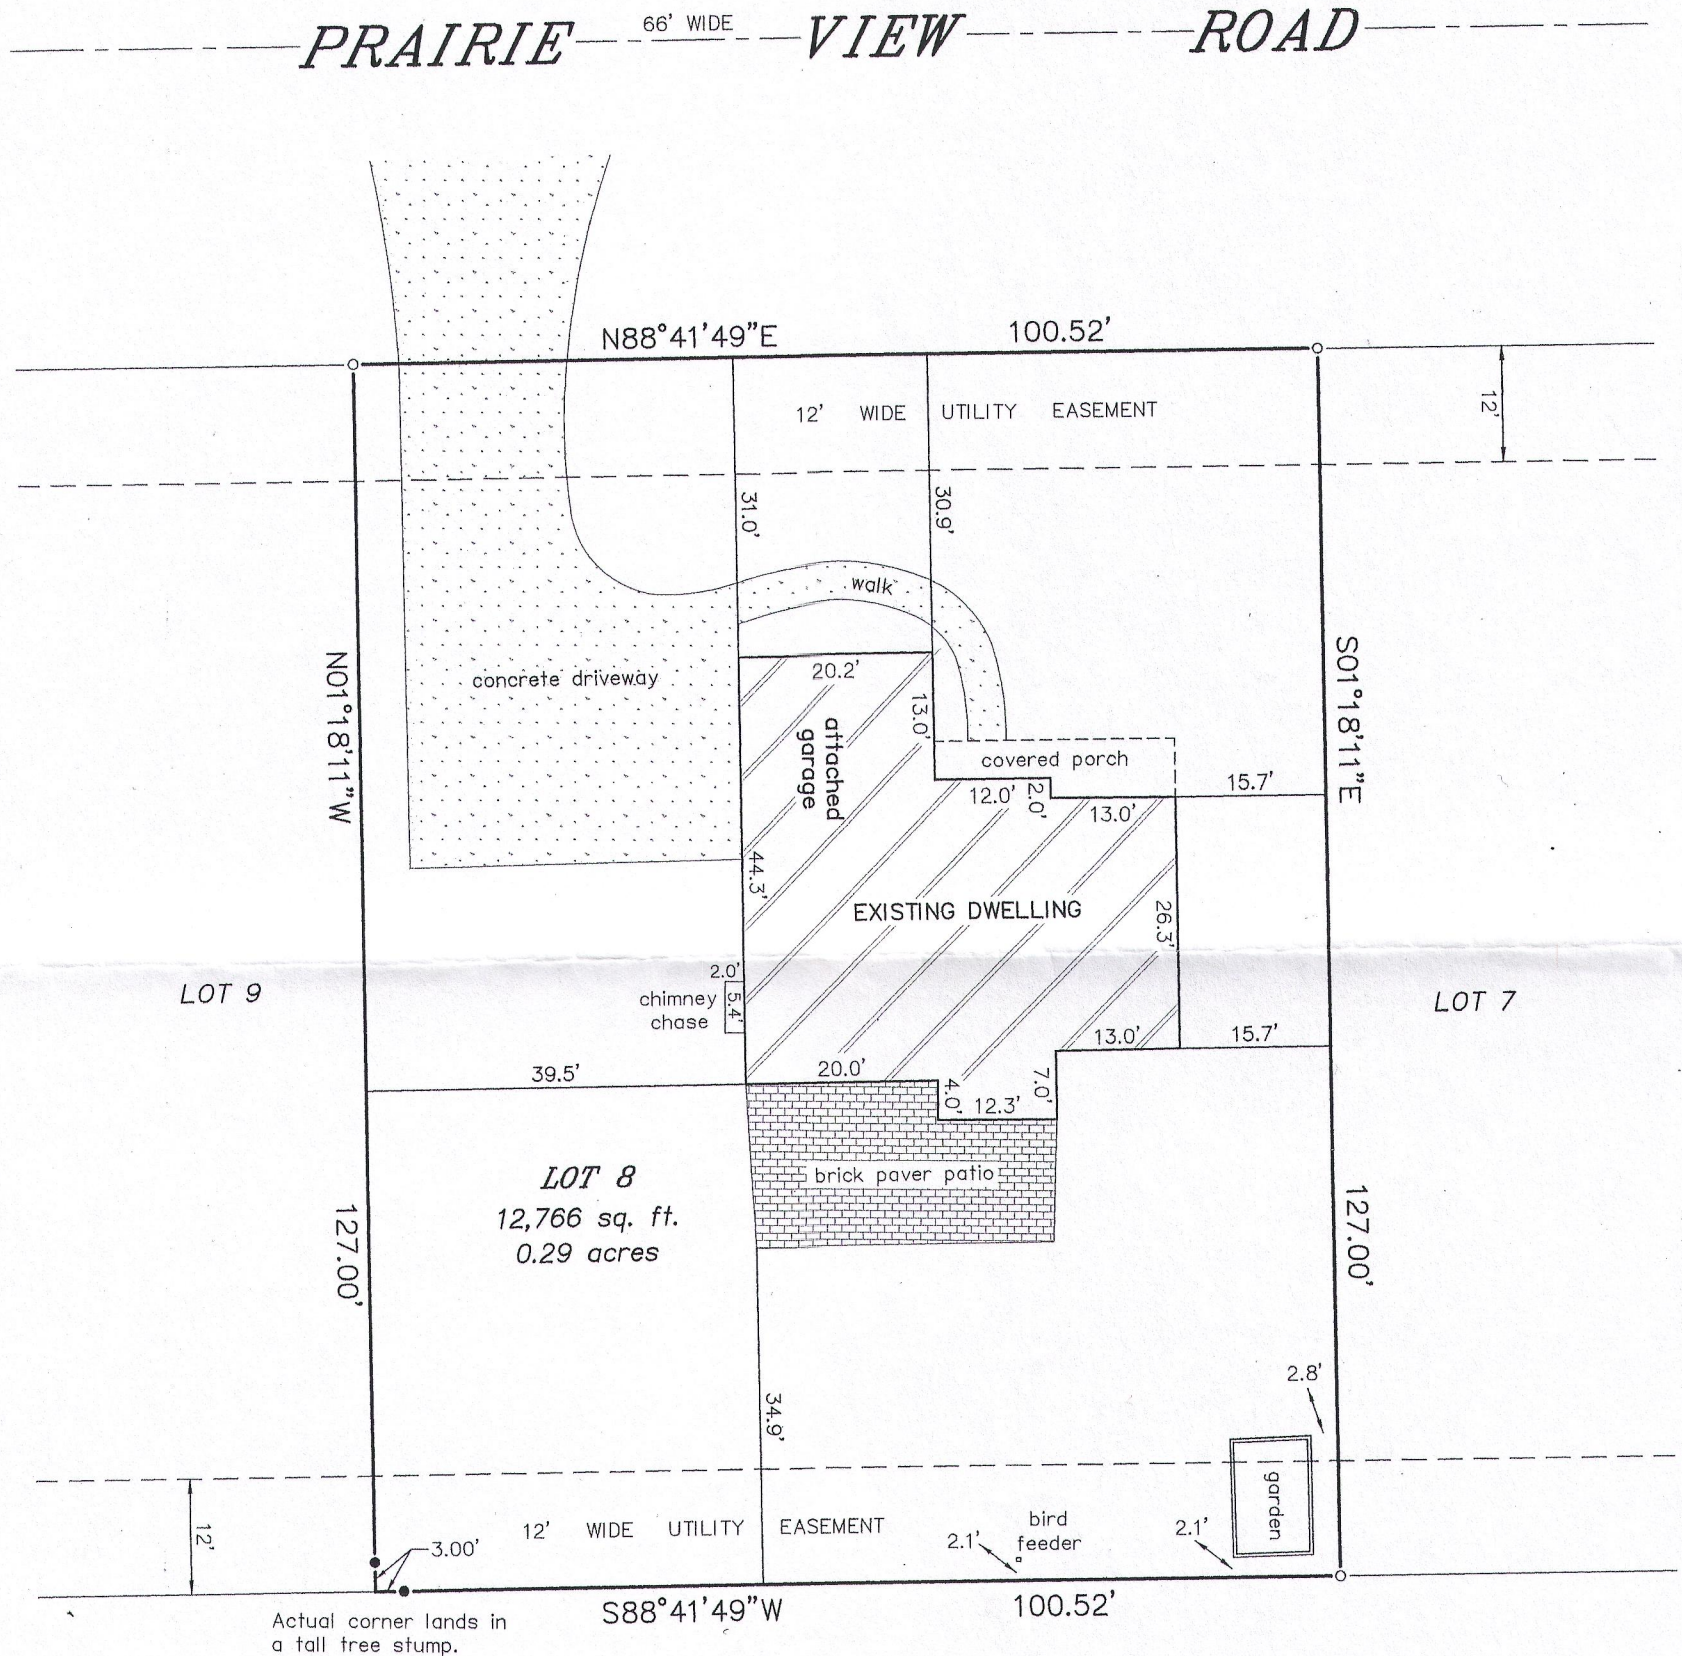 66' WIDE
PRAIRIE VIEW ROAD
N88°41'49"E 100.52'
12' WIDE UTILITY EASEMENT
12'
31.0'
30.9'
walk
N01°18'11"W
S01°18'11"E
concrete driveway
20.2'
13.0'
attached
garage
covered porch
12.0'
2.0'
13.0'
15.7'
44.3'
EXISTING DWELLING
26.3'
LOT 9
2.0'
chimney
chase
5.4'
LOT 7
13.0'
15.7'
39.5'
20.0'
4.0'
12.3'
7.0'
LOT 8
12,766 sq. ft.
0.29 acres
brick paver patio
127.00'
127.00'
34.9'
2.8'
garden
12'
12' WIDE UTILITY EASEMENT
3.00'
2.1'
bird
feeder
2.1'
S88°41'49"W 100.52'
Actual corner lands in
a tall tree stump.